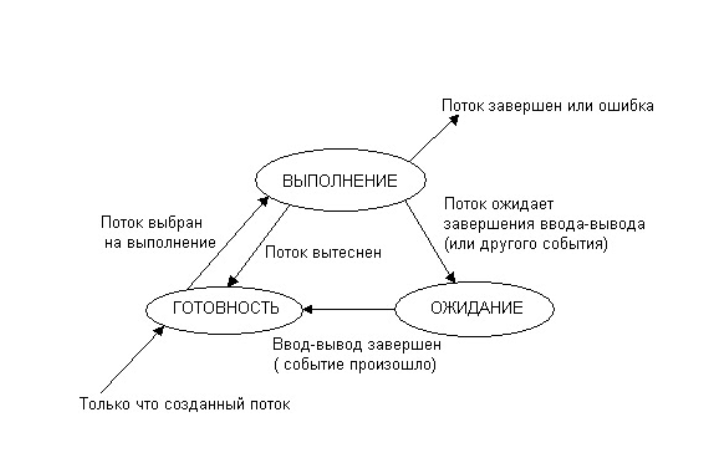 Поток завершен или ошибка
ВЫПОЛНЕНИЕ
Поток выбран
на выполнение
Поток ожидает
завершения ввода-вывода
(или другого события)
Поток вытеснен
ГОТОВНОСТЬ
ОЖИДАНИЕ
Ввод-вывод завершен
( событие произошло)
Только что созданный поток